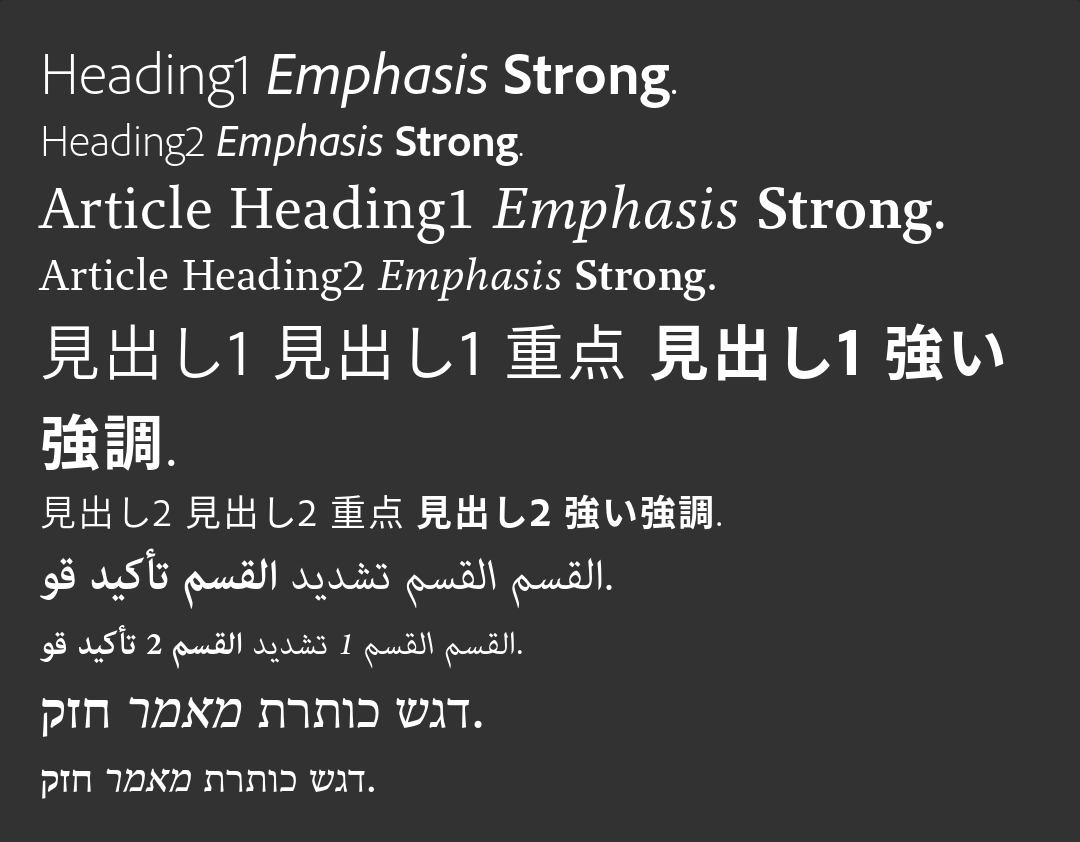 Heading1 Emphasis Strong.
Heading2 Emphasis Strong.
Article Heading1 Emphasis Strong.
Article Heading2 Emphasis Strong.
見出し1 見出し1 重点 見出し1 強い
強調.
見出し2 見出し2 重点 見出し2 強い強調.
القسم القسم تشديد القسم تأكيد قو.
القسم القسم 1 تشديد القسم 2 تأكيد قو.
דגש כותרת מאמר חזק.
דגש כותרת מאמר חזק.